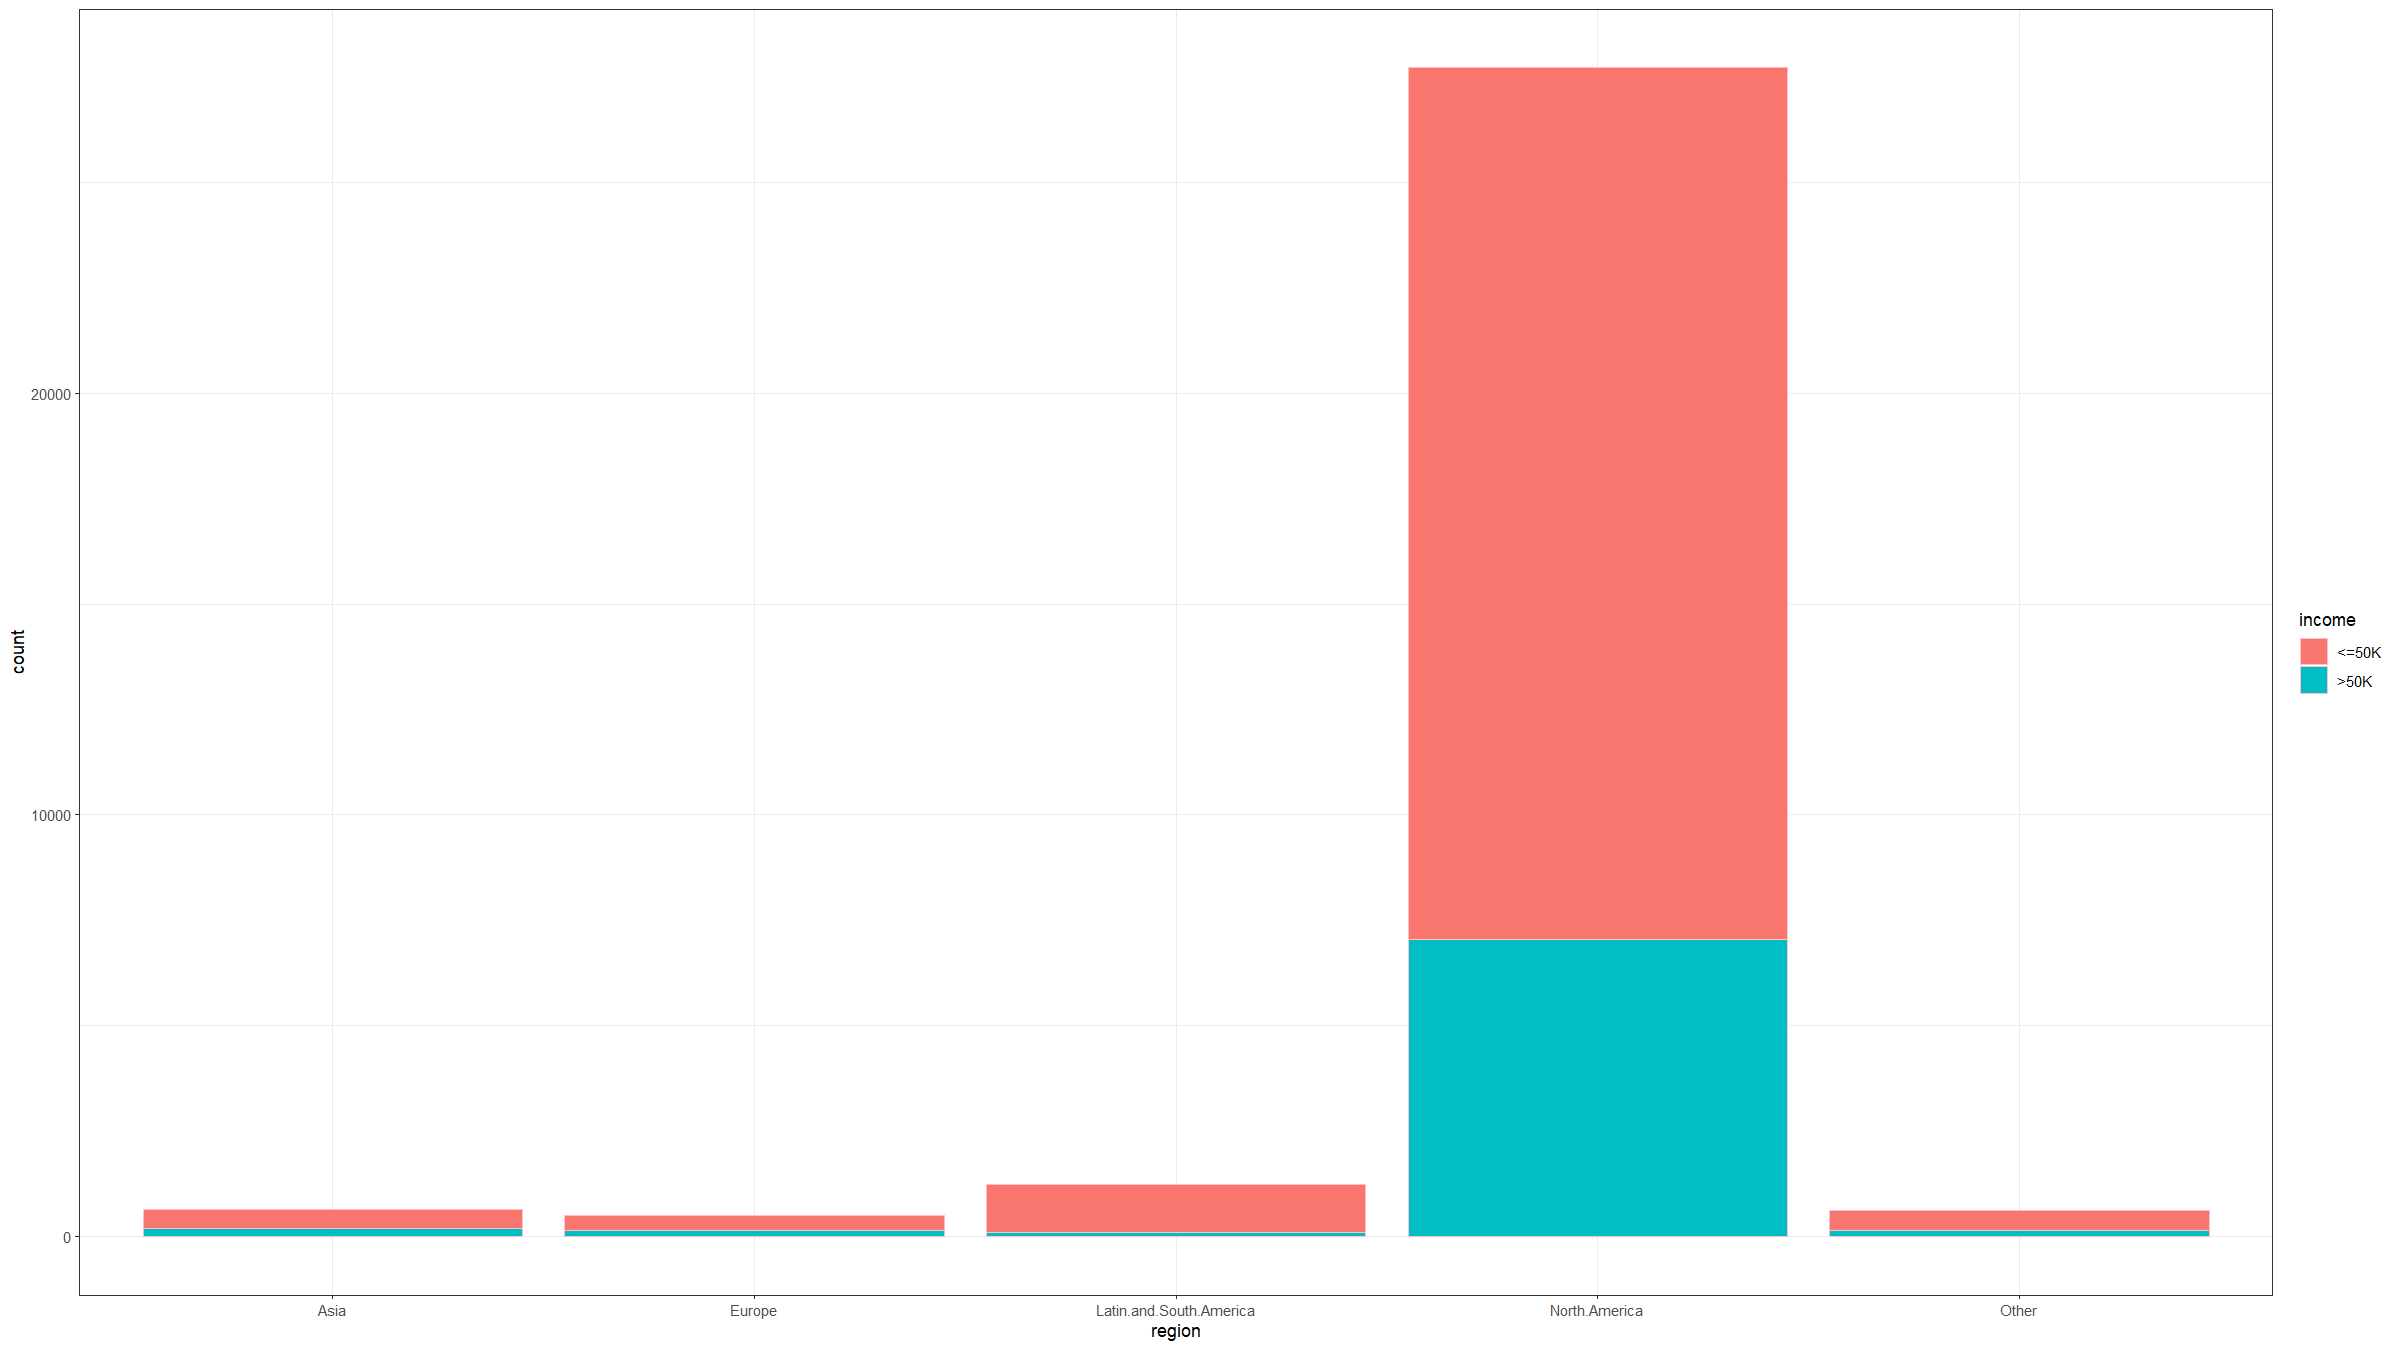 count
20000
10000
0
Asia
Europe
Latin.and.South.America
North.America
Other
region
income
<=50K
>50K